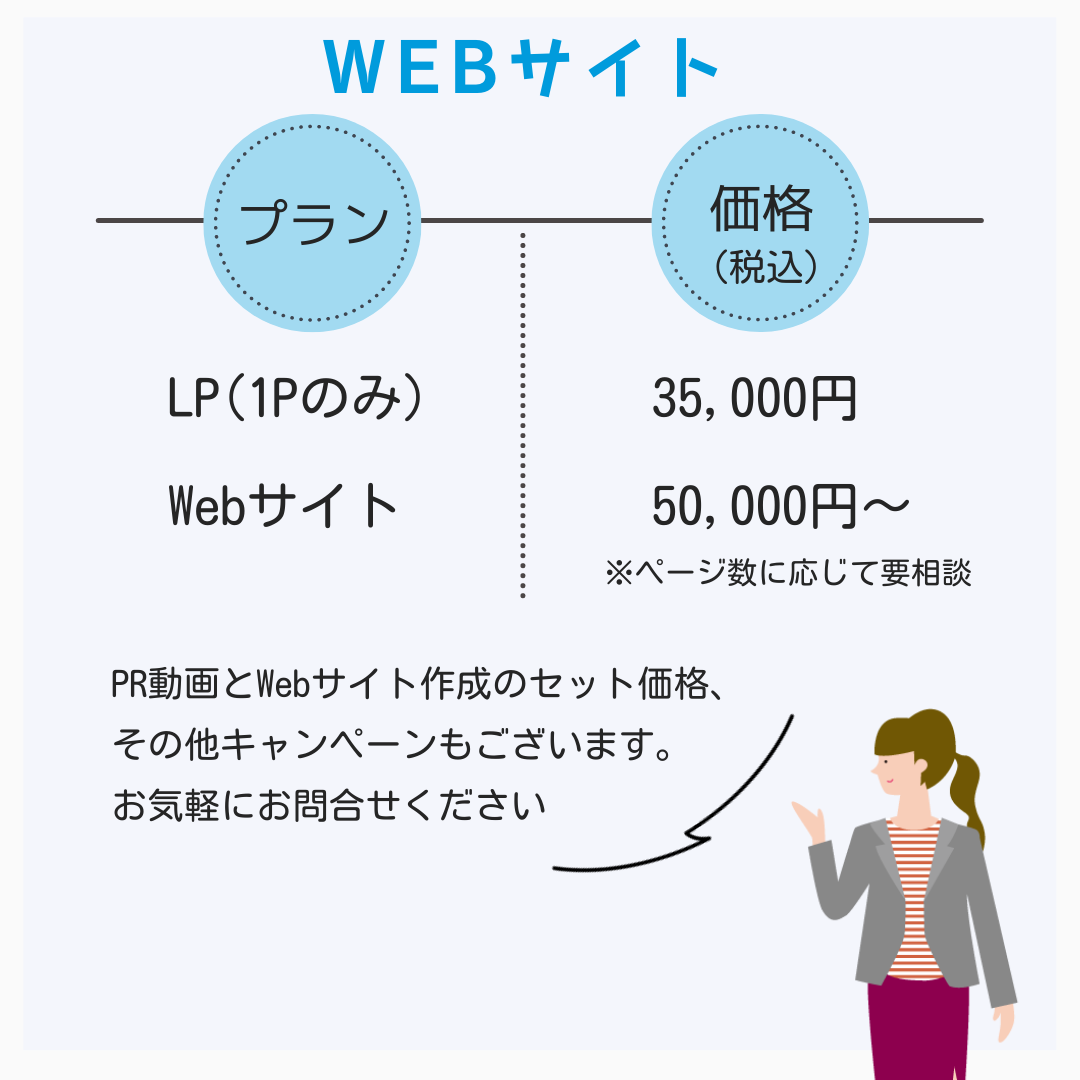 WEBサイト
プラン
価格
（税込）
LP(1Pのみ)
35,000円
Webサイト
50,000円～
※ページ数に応じて要相談
PR動画とWebサイト作成のセット価格、
その他キャンペーンもございます。
お気軽にお問合せください